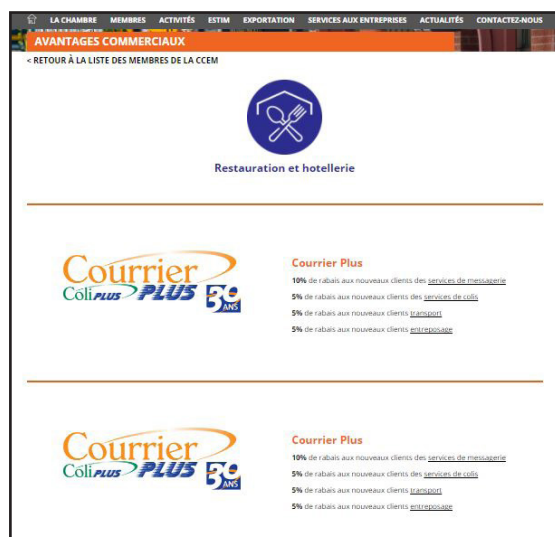 LA CHAMBRE MEMBRES ACTIVITÉS ESTIM EXPORTATION SERVICES AUX ENTREPRISES ACTUALITÉS CONTACTEZ-NOUS
AVANTAGES COMMERCIAUX
< RETOUR À LA LISTE DES MEMBRES DE LA CCEM
Restauration et hotellerie
Courrier
ColiPLUS PLUS 30
ANS
Courrier Plus
10% de rabais aux nouveaux clients des services de messagerie
5% de rabais aux nouveaux clients des services de colis
5% de rabais aux nouveaux clients transport
5% de rabais aux nouveaux clients entreposage
Courrier
ColiPLUS PLUS 30
ANS
Courrier Plus
10% de rabais aux nouveaux clients des services de messagerie
5% de rabais aux nouveaux clients des services de colis
5% de rabais aux nouveaux clients transport
5% de rabais aux nouveaux clients entreposage